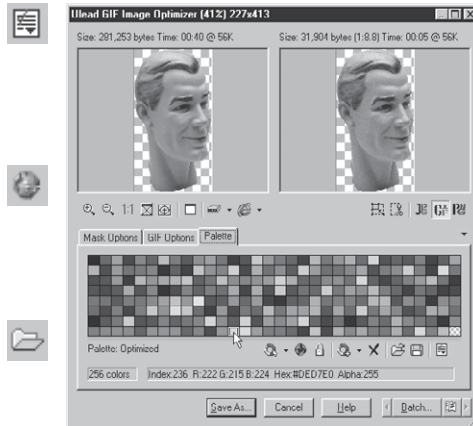 Ulead GIF Image Optimizer (41%) 227x413
Size: 281,253 bytes Time: 00:40 @ 56K
Size: 31,904 bytes (1:8.8) Time: 00:05 @ 56K
1:1
Mask Options GIF Options Palette
Palette: Optimized
256 colors Index:236 R:222 G:215 B:224 Hex:#DED7E0 Alpha:255
Save As... Cancel Help Batch...